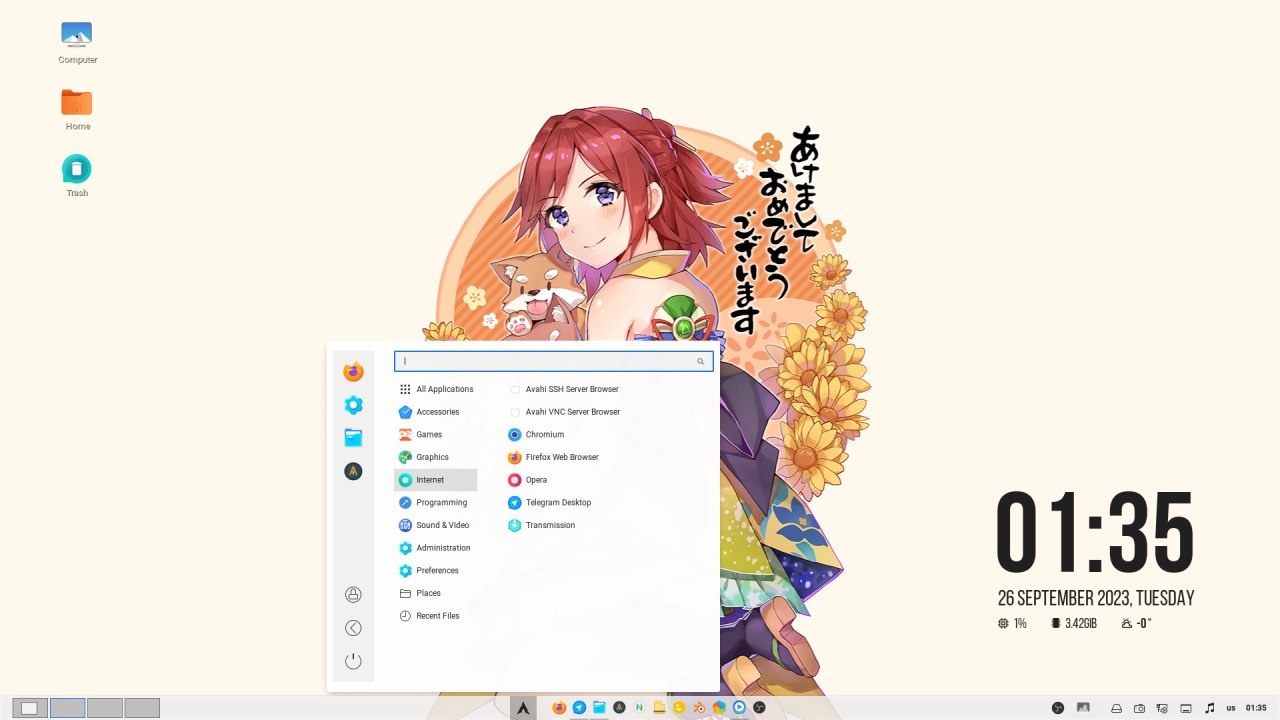 Computer
Home
Trash
あけまして
おめでとう
ございます
All Applications
Accessories
Games
Graphics
Internet
Programming
Sound & Video
Administration
Preferences
Places
Recent Files
Avahi SSH Server Browser
Avahi VNC Server Browser
Chromium
Firefox Web Browser
Opera
Telegram Desktop
Transmission
01:35
26 SEPTEMBER 2023, TUESDAY
1% 3.42GIB -0°
us 01:35